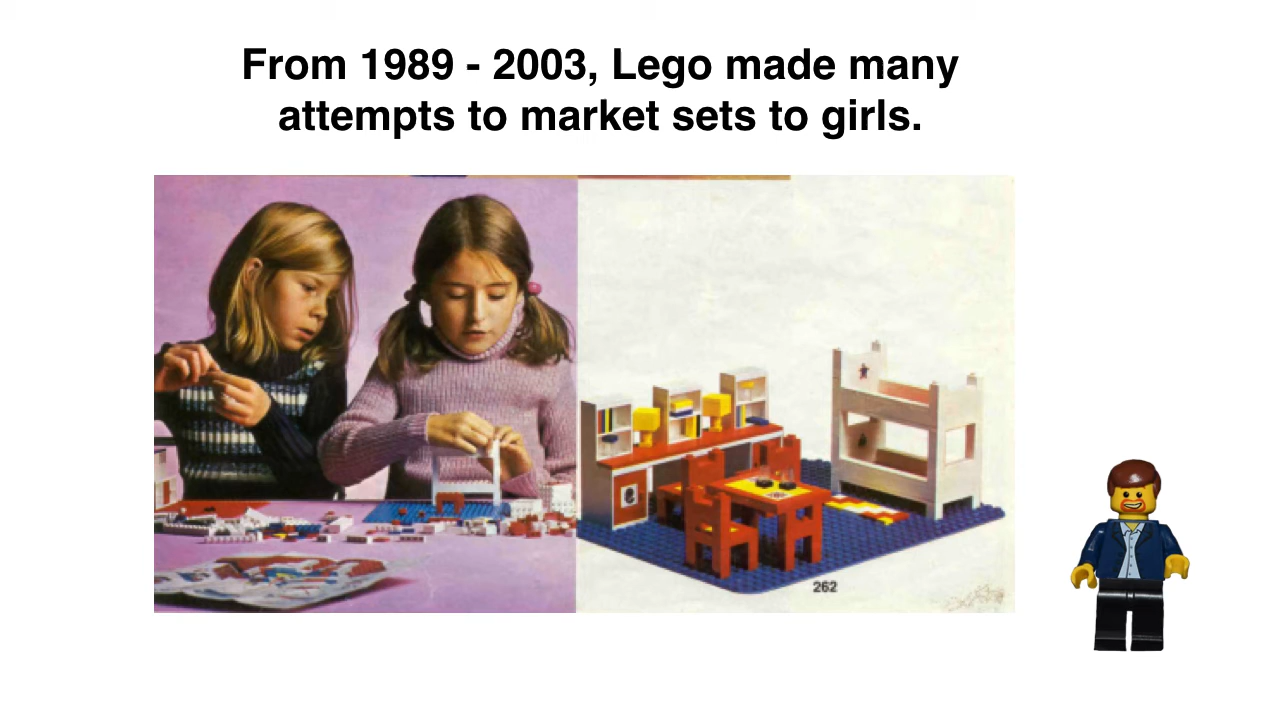 From 1989 - 2003, Lego made many
attempts to market sets to girls.
262